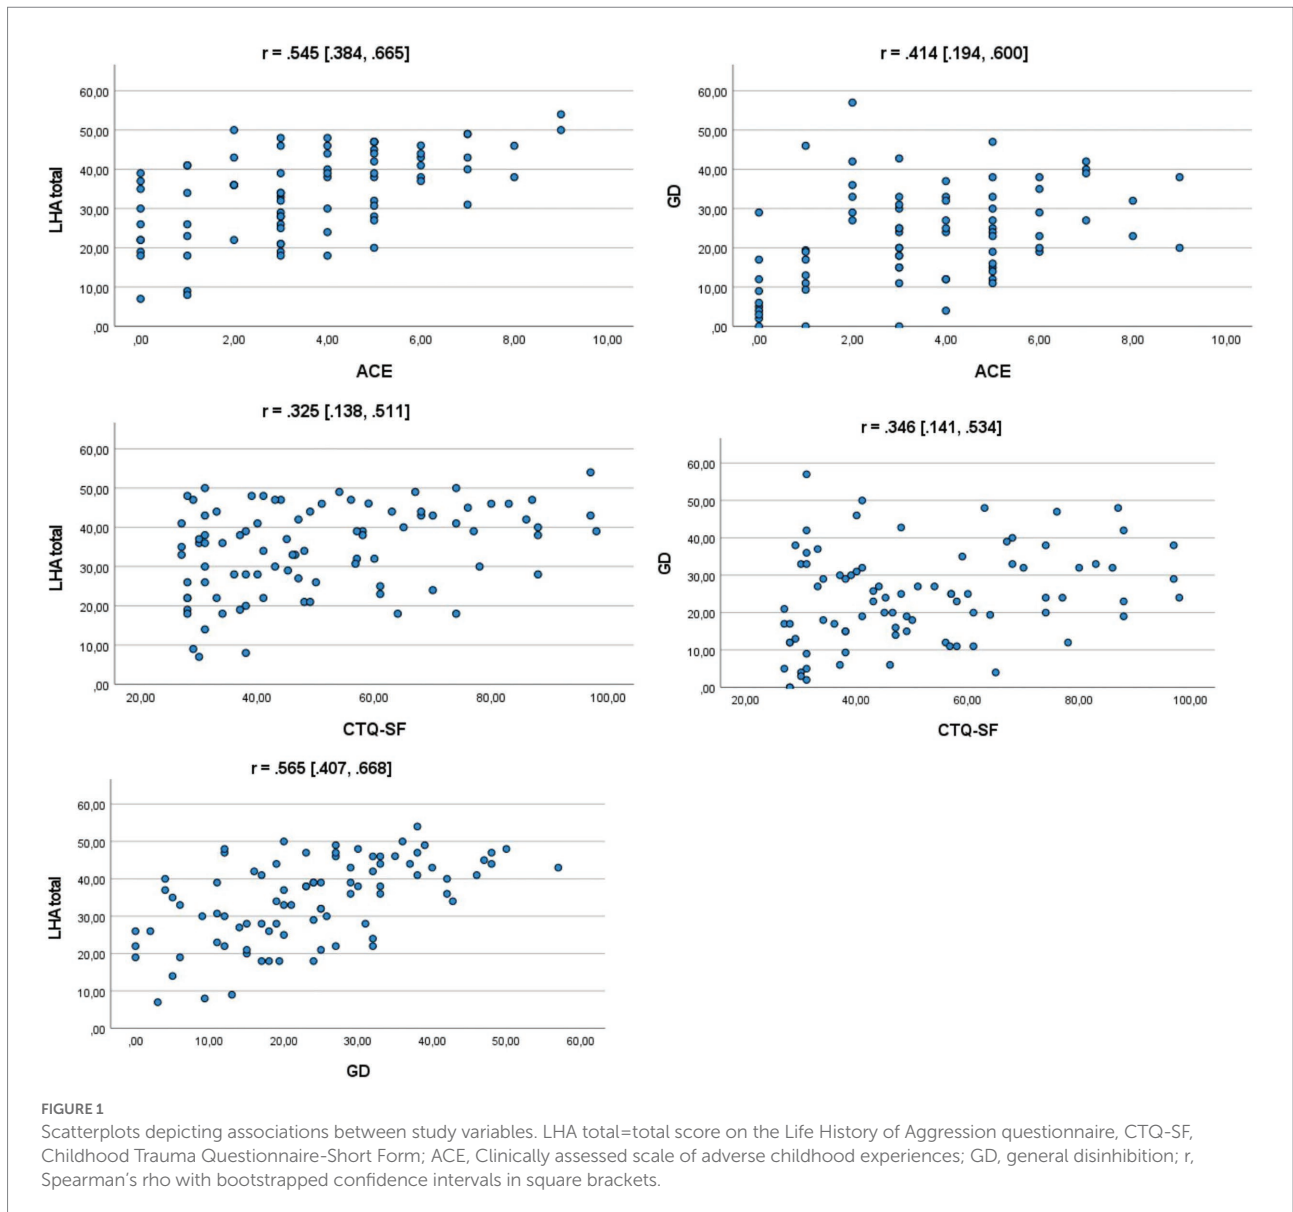 r = .545 [.384, .665]
60,00
50,00
40,00
30,00
20,00
10,00
,00
LHA total
,00 2,00 4,00 6,00 8,00 10,00
ACE
r = .414 [.194, .600]
60,00
50,00
40,00
30,00
20,00
10,00
,00
GD
,00 2,00 4,00 6,00 8,00 10,00
ACE
r = .325 [.138, .511]
60,00
50,00
40,00
30,00
20,00
10,00
,00
LHA total
20,00 40,00 60,00 80,00 100,00
CTQ-SF
r = .346 [.141, .534]
60,00
50,00
40,00
30,00
20,00
10,00
,00
GD
20,00 40,00 60,00 80,00 100,00
CTQ-SF
r = .565 [.407, .668]
60,00
50,00
40,00
30,00
20,00
10,00
,00
LHA total
,00 10,00 20,00 30,00 40,00 50,00 60,00
GD
FIGURE 1
Scatterplots depicting associations between study variables. LHA total=total score on the Life History of Aggression questionnaire, CTQ-SF,
Childhood Trauma Questionnaire-Short Form; ACE, Clinically assessed scale of adverse childhood experiences; GD, general disinhibition; r,
Spearman's rho with bootstrapped confidence intervals in square brackets.